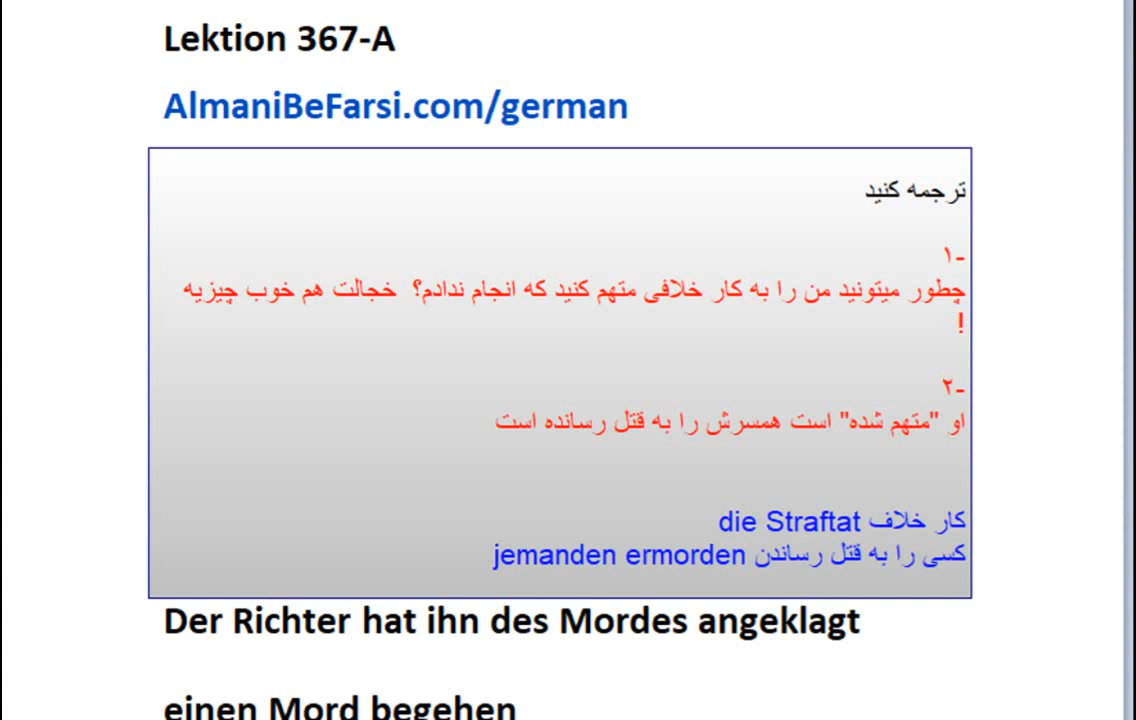 Lektion 367-A
AlmaniBeFarsi.com/german
ترجمه کنید
۱-
چطور میتونید من را به کار خلافی متهم کنید که انجام ندادم؟ خجالت هم خوب چیزیه
!
۲-
او "متهم شده" است همسرش را به قتل رسانده است
کار خلاف die Straftat
کسی را به قتل رساندن jemanden ermorden
Der Richter hat ihn des Mordes angeklagt
einen Mord begehen